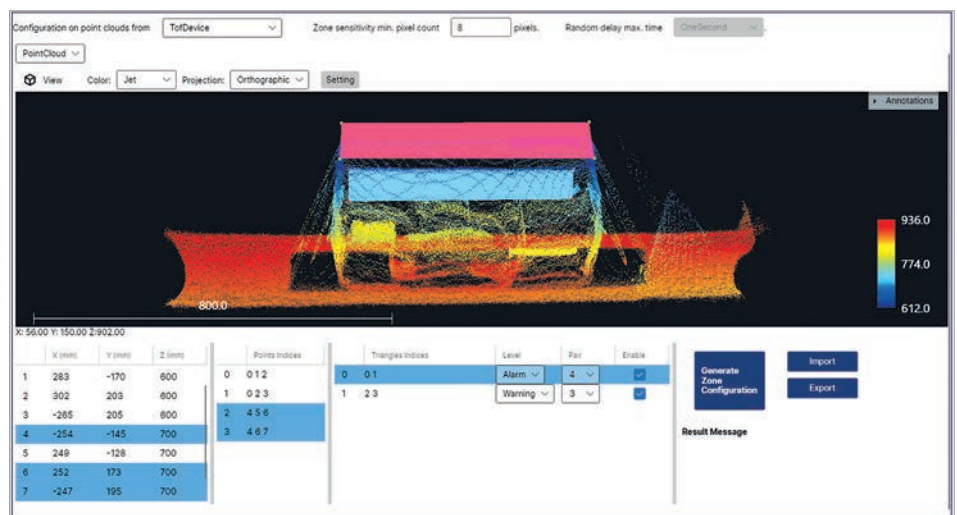 Configuration on point clouds from TofDevice Zone sensitivity min. pixel count 8 pixels. Random delay max. time OneSecond .
PointCloud
View Color: Jet Projection: Orthographic Setting
Annotations
936.0
774.0
612.0
800.0
X: 56.00 Y: 150.00 Z:902.00
X (mm) Y (mm) Z (mm)
1 283 -170 600
2 302 203 600
3 -265 205 600
4 -254 -145 700
5 249 -128 700
6 252 173 700
7 -247 195 700
Points Indices
0 0 1 2
1 0 2 3
2 4 5 6
3 4 6 7
Triangles Indices Level Pair Enable
0 0 1 Alarm 4
1 2 3 Warning 3
Generate
Zone
Configuration
Import
Export
Result Message